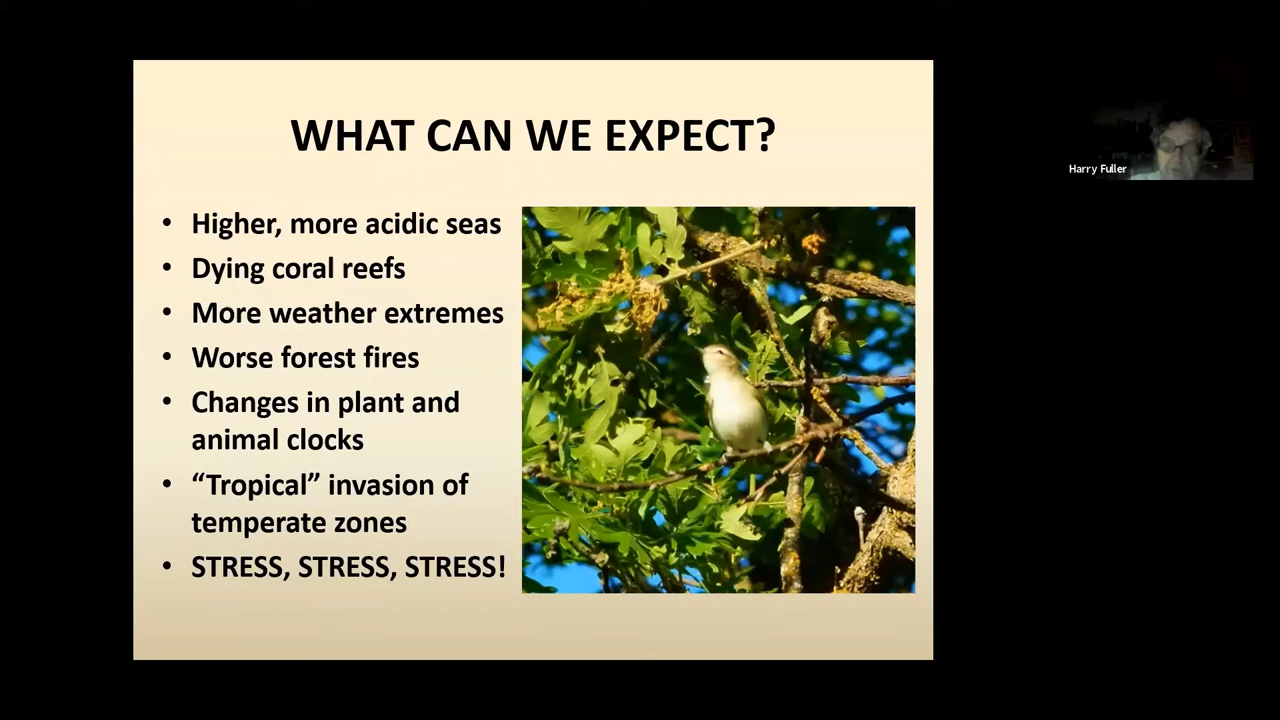 WHAT CAN WE EXPECT?
• Higher, more acidic seas
• Dying coral reefs
• More weather extremes
• Worse forest fires
• Changes in plant and
animal clocks
• “Tropical” invasion of
temperate zones
• STRESS, STRESS, STRESS!
Harry Fuller